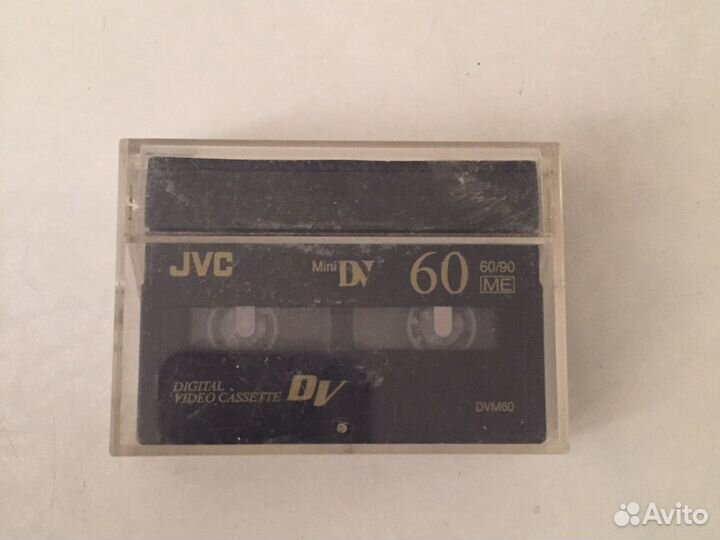 JVC
Mini DV 60 60/90
ME
DIGITAL
VIDEO CASSETTE DV
DVM60
Avito